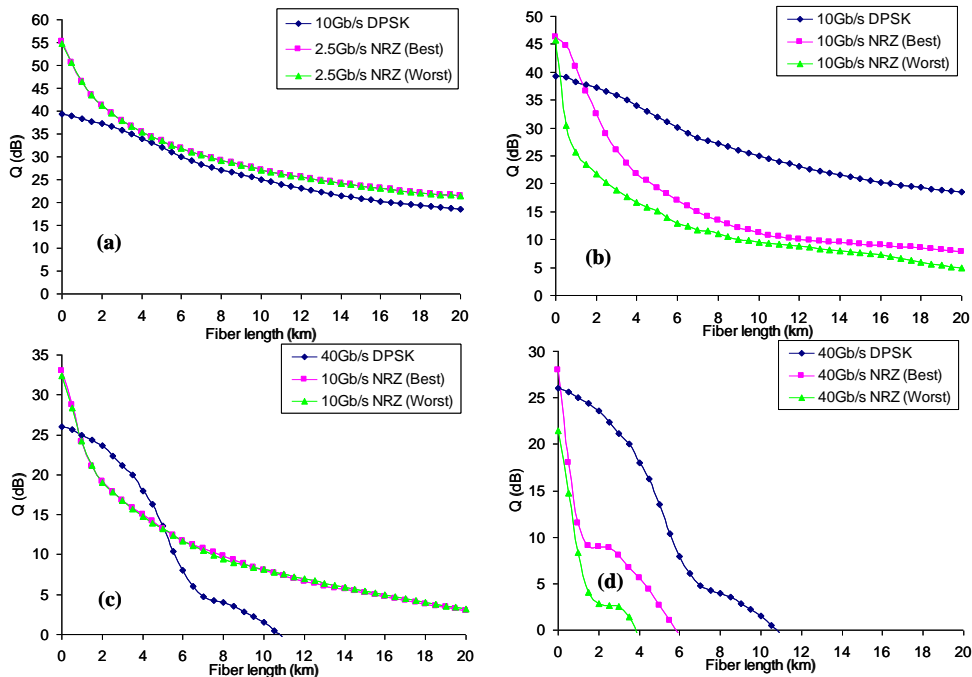 60
55
50
45
40
35
30
25
20
15
10
5
0
Q (dB)
10Gb/s DPSK
2.5Gb/s NRZ (Best)
2.5Gb/s NRZ (Worst)
(a)
0 2 4 6 8 10 12 14 16 18 20
Fiber length (km)
50
45
40
35
30
25
20
15
10
5
0
Q (dB)
10Gb/s DPSK
10Gb/s NRZ (Best)
10Gb/s NRZ (Worst)
(b)
0 2 4 6 8 10 12 14 16 18 20
Fiber length (km)
35
30
25
20
15
10
5
0
Q (dB)
40Gb/s DPSK
10Gb/s NRZ (Best)
10Gb/s NRZ (Worst)
(c)
0 2 4 6 8 10 12 14 16 18 20
Fiber length (km)
30
25
20
15
10
5
0
Q (dB)
40Gb/s DPSK
40Gb/s NRZ (Best)
40Gb/s NRZ (Worst)
(d)
0 2 4 6 8 10 12 14 16 18 20
Fiber length (km)